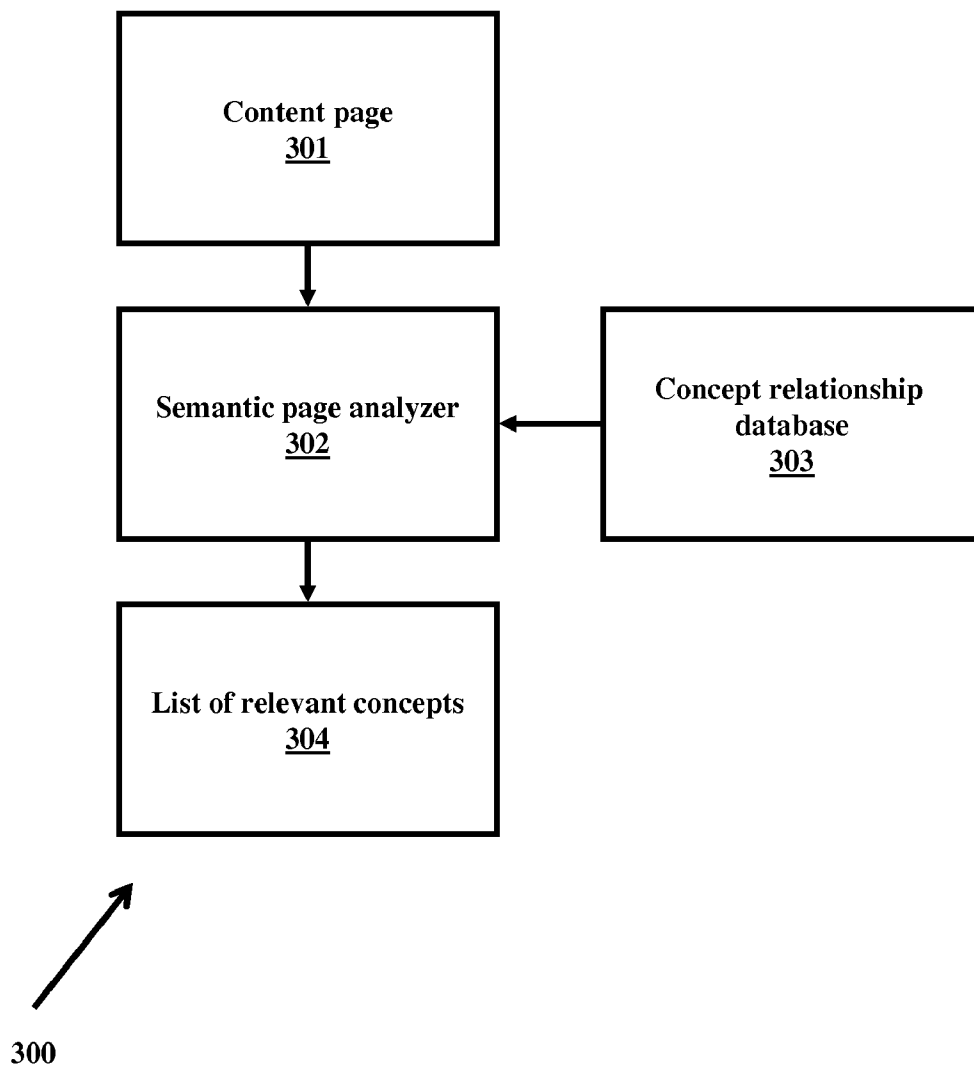 Content page
301
Semantic page analyzer
302
Concept relationship
database
303
List of relevant concepts
304
300